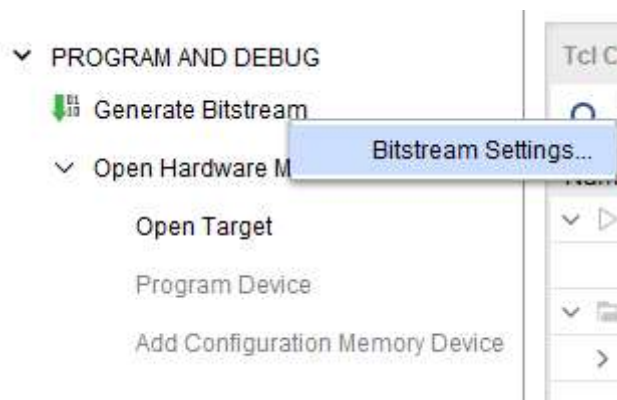 PROGRAM AND DEBUG
Tcl C
Generate Bitstream
Bitstream Settings...
Open Hardware M
Open Target
Program Device
Add Configuration Memory Device